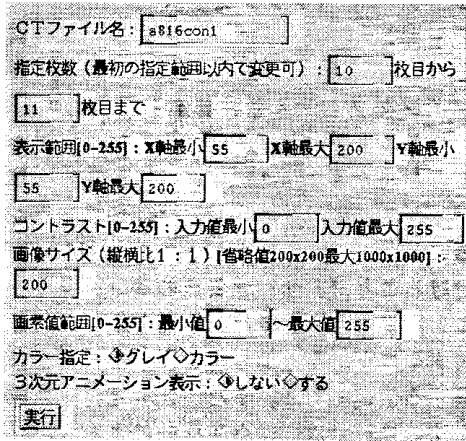 CTファイル名： a816con1
指定枚数（最初の指定範囲以内で変更可）： 10 枚目から
11 枚目まで
表示範囲[0-255]：X軸最小 55 X軸最大 200 Y軸最小
55 Y軸最大 200
コントラスト[0-255]：入力値最小 0 入力値最大 255
画像サイズ（縦横比１：１）[省略値200x200最大1000x1000]：
200
画素値範囲[0-255]：最小値 0 〜最大値 255
カラー指定：◈グレイ◇カラー
３次元アニメーション表示：◈しない◇する
実行